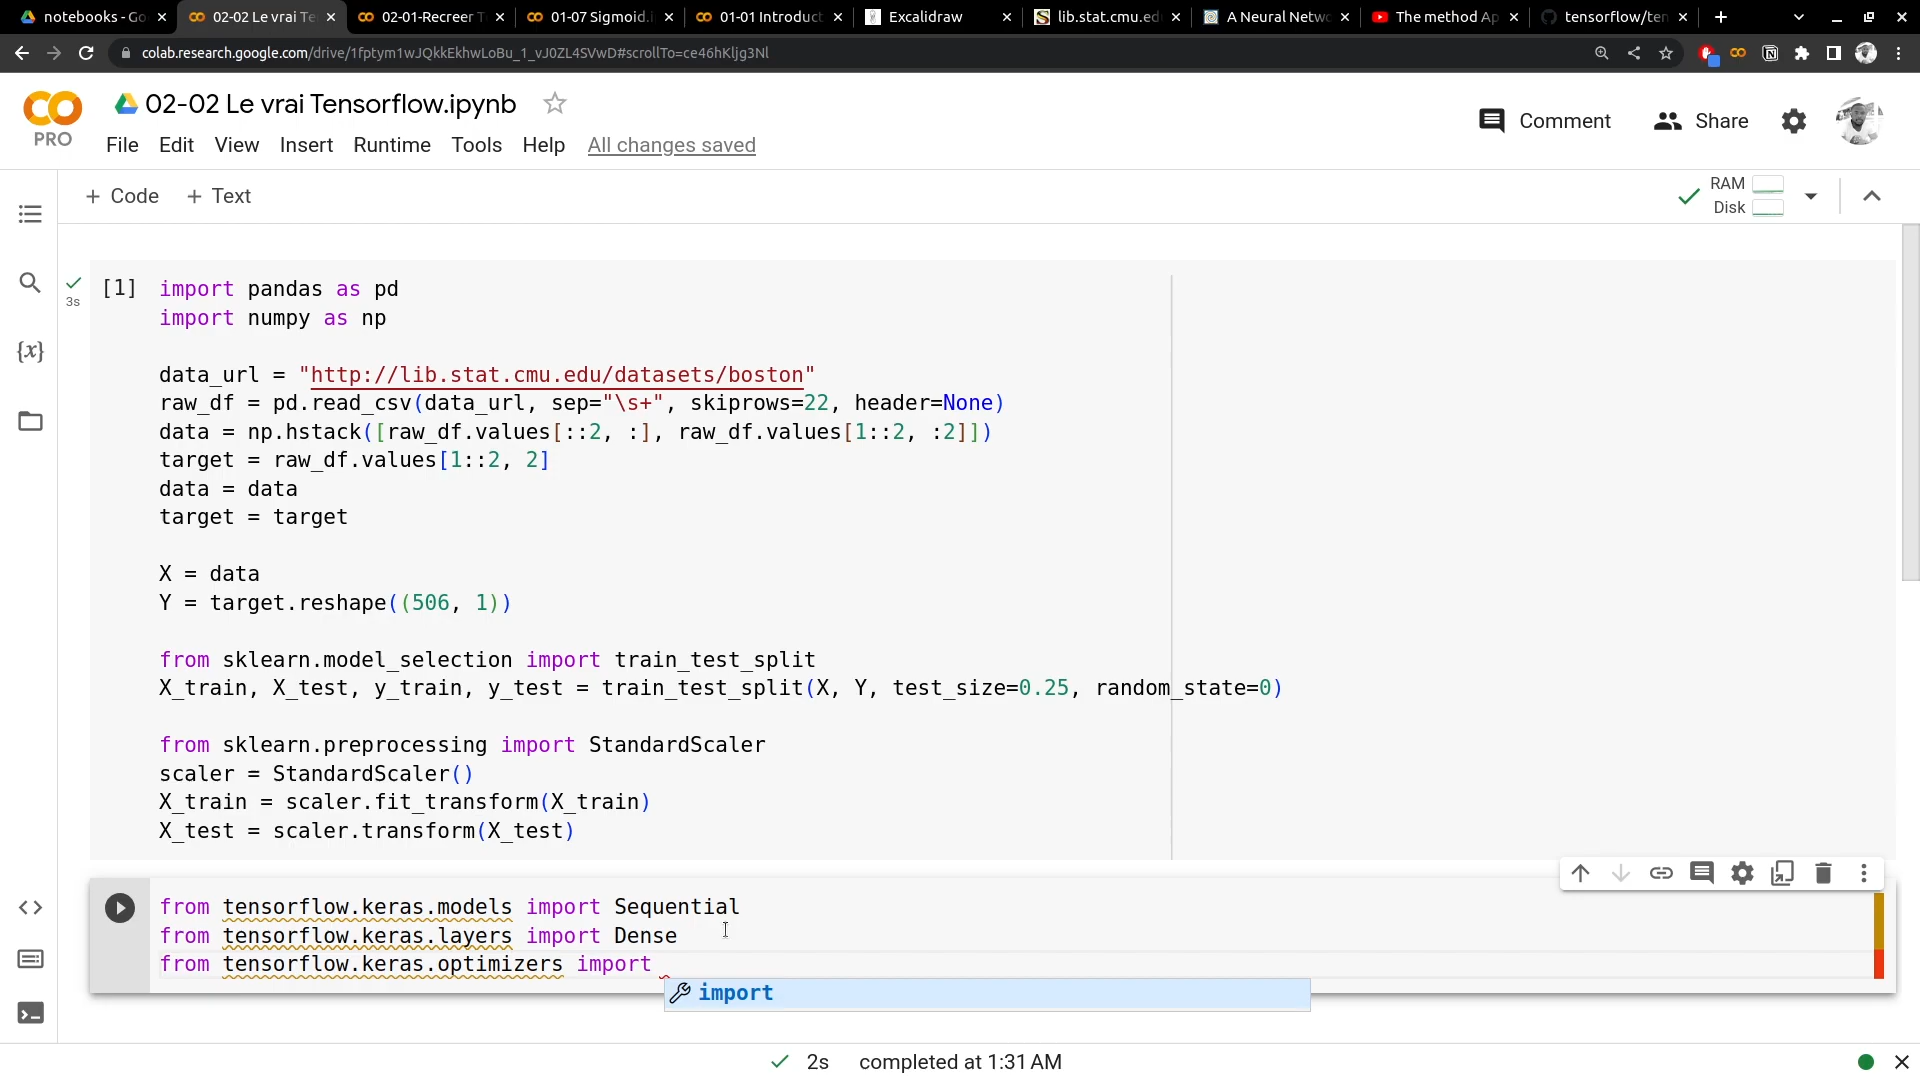 notebooks - Go
02-02 Le vrai Te
02-01-Recreer T
01-07 Sigmoid.i
01-01 Introduct
Excalidraw
lib.stat.cmu.ed
A Neural Netwo
The method Ap
tensorflow/ten
colab.research.google.com/drive/1fptym1wJQkkEkhwLoBu_1_vJ0ZL4SVwD#scrollTo=ce46hKljg3Nl
PRO
02-02 Le vrai Tensorflow.ipynb
File Edit View Insert Runtime Tools Help All changes saved
Comment
Share
+ Code + Text
RAM
Disk
{x}
3s
[1]
import pandas as pd
import numpy as np
data_url = "http://lib.stat.cmu.edu/datasets/boston"
raw_df = pd.read_csv(data_url, sep="\s+", skiprows=22, header=None)
data = np.hstack([raw_df.values[::2, :], raw_df.values[1::2, :2]])
target = raw_df.values[1::2, 2]
data = data
target = target
X = data
Y = target.reshape((506, 1))
from sklearn.model_selection import train_test_split
X_train, X_test, y_train, y_test = train_test_split(X, Y, test_size=0.25, random_state=0)
from sklearn.preprocessing import StandardScaler
scaler = StandardScaler()
X_train = scaler.fit_transform(X_train)
X_test = scaler.transform(X_test)
from tensorflow.keras.models import Sequential
from tensorflow.keras.layers import Dense
from tensorflow.keras.optimizers import
import
2s completed at 1:31 AM